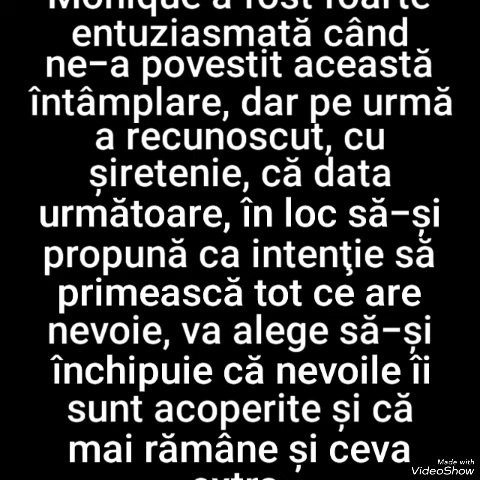 Monique a fost foarte
entuziasmată când
ne-a povestit această
întâmplare, dar pe urmă
a recunoscut, cu
șiretenie, că data
următoare, în loc să-și
propună ca intenţie să
primească tot ce are
nevoie, va alege să-și
închipuie că nevoile îi
sunt acoperite și că
mai rămâne și ceva
extra
Made with
VideoShow